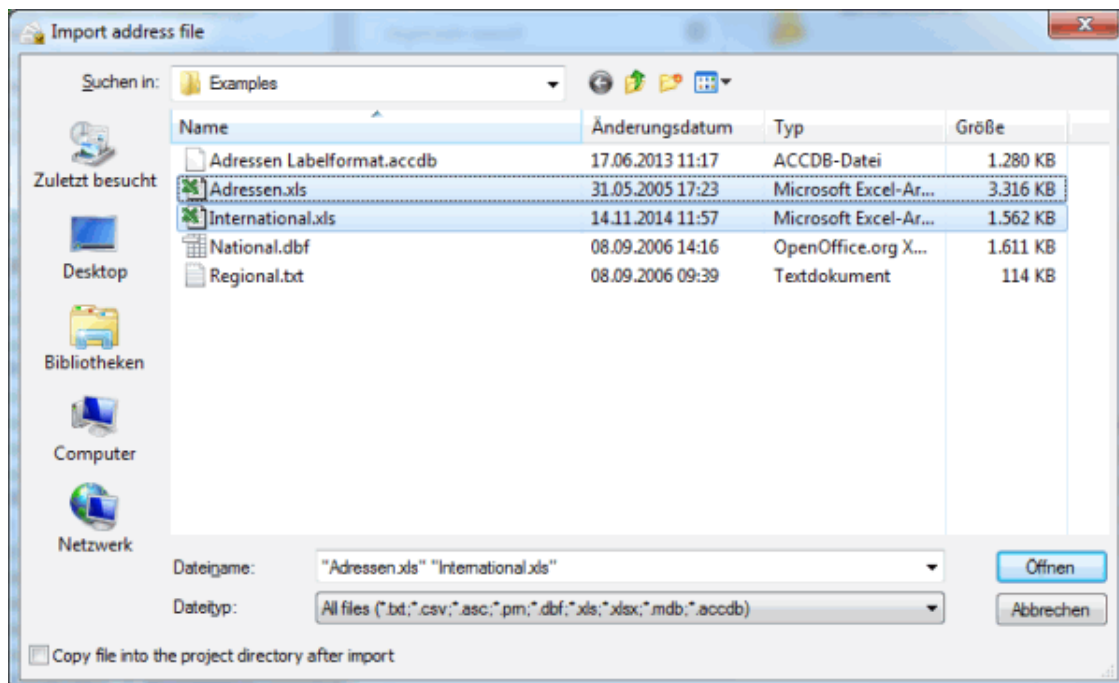 Import address file
Suchen in: Examples
Name Änderungsdatum Typ Größe
Adressen Labelformat.accdb 17.06.2013 11:17 ACCDB-Datei 1.280 KB
Adressen.xls 31.05.2005 17:23 Microsoft Excel-Ar... 3.316 KB
International.xls 14.11.2014 11:57 Microsoft Excel-Ar... 1.562 KB
National.dbf 08.09.2006 14:16 OpenOffice.org X... 1.611 KB
Regional.txt 08.09.2006 09:39 Textdokument 114 KB
Zuletzt besucht
Desktop
Bibliotheken
Computer
Netzwerk
Dateiname: "Adressen.xls" "International.xls" Öffnen
Dateityp: All files (*.txt;*.csv;*.asc;*.prn;*.dbf;*.xls;*.xlsx;*.mdb;*.accdb) Abbrechen
Copy file into the project directory after import